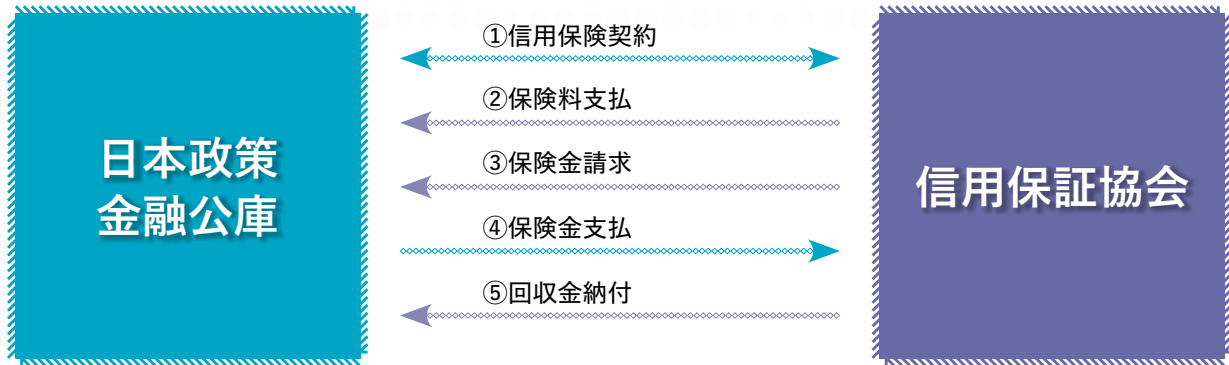 日本政策
金融公庫
①信用保険契約
②保険料支払
③保険金請求
④保険金支払
⑤回収金納付
信用保証協会